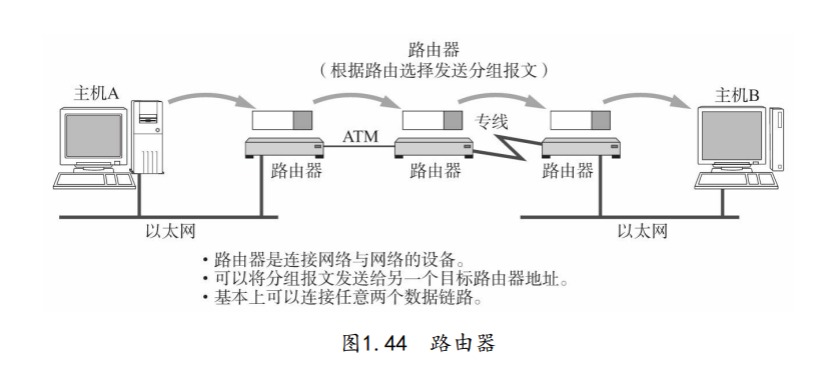 路由器
（根据路由选择发送分组报文）
主机A
主机B
ATM
专线
路由器
路由器
路由器
以太网
以太网
·路由器是连接网络与网络的设备。
·可以将分组报文发送给另一个目标路由器地址。
·基本上可以连接任意两个数据链路。
图1.44 路由器